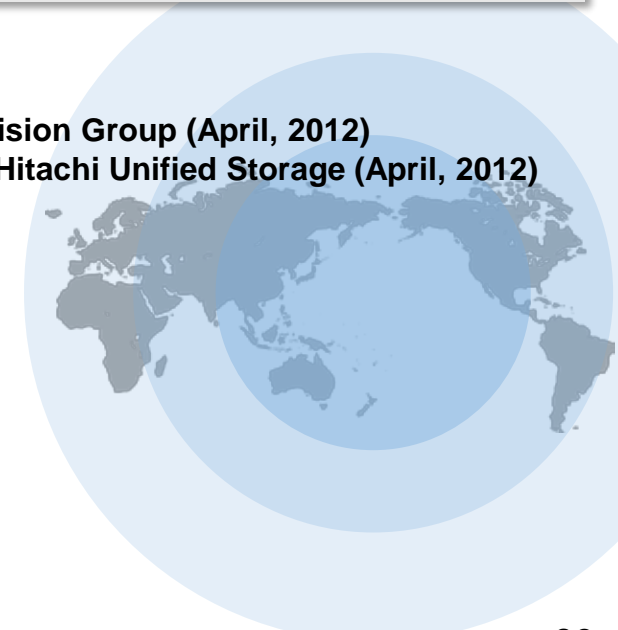 ision Group (April, 2012)
Hitachi Unified Storage (April, 2012)